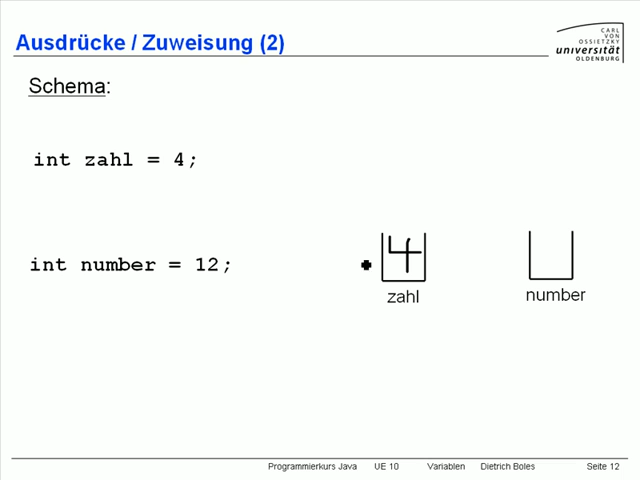 Ausdrücke / Zuweisung (2)
CARL
VON
OSSIETZKY
universität
OLDENBURG
Schema:
int zahl = 4;
int number = 12;
4
zahl
number
Programmierkurs Java UE 10 Variablen Dietrich Boles Seite 12